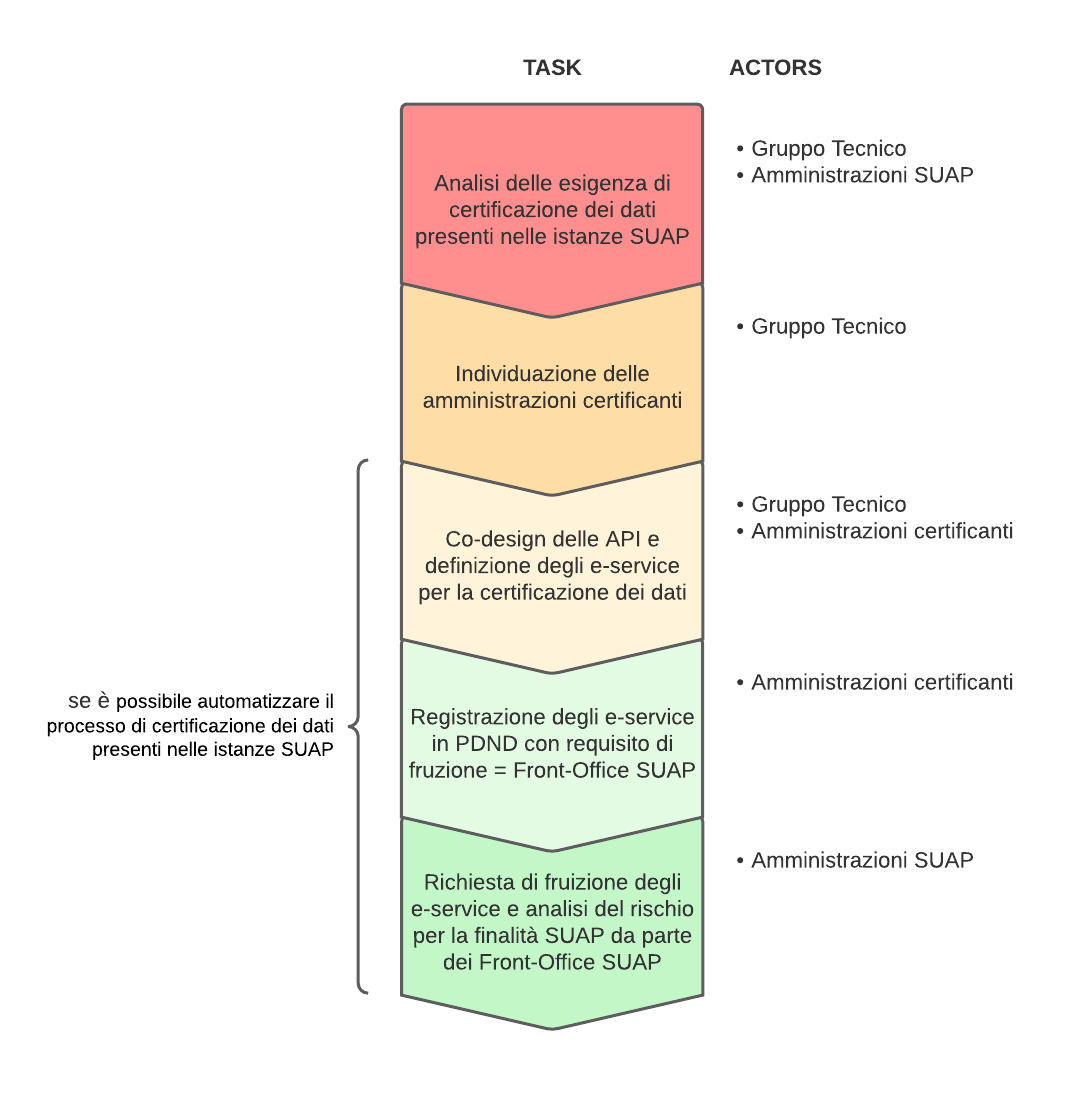 TASK
ACTORS
Analisi delle esigenza di
certificazione dei dati
presenti nelle istanze SUAP
• Gruppo Tecnico
• Amministrazioni SUAP
Individuazione delle
amministrazioni certificanti
• Gruppo Tecnico
Co-design delle API e
definizione degli e-service
per la certificazione dei dati
• Gruppo Tecnico
• Amministrazioni certificanti
Registrazione degli e-service
in PDND con requisito di
fruzione = Front-Office SUAP
• Amministrazioni certificanti
Richiesta di fruizione degli
e-service e analisi del rischio
per la finalità SUAP da parte
dei Front-Office SUAP
• Amministrazioni SUAP
se è possibile automatizzare il
processo di certificazione dei dati
presenti nelle istanze SUAP